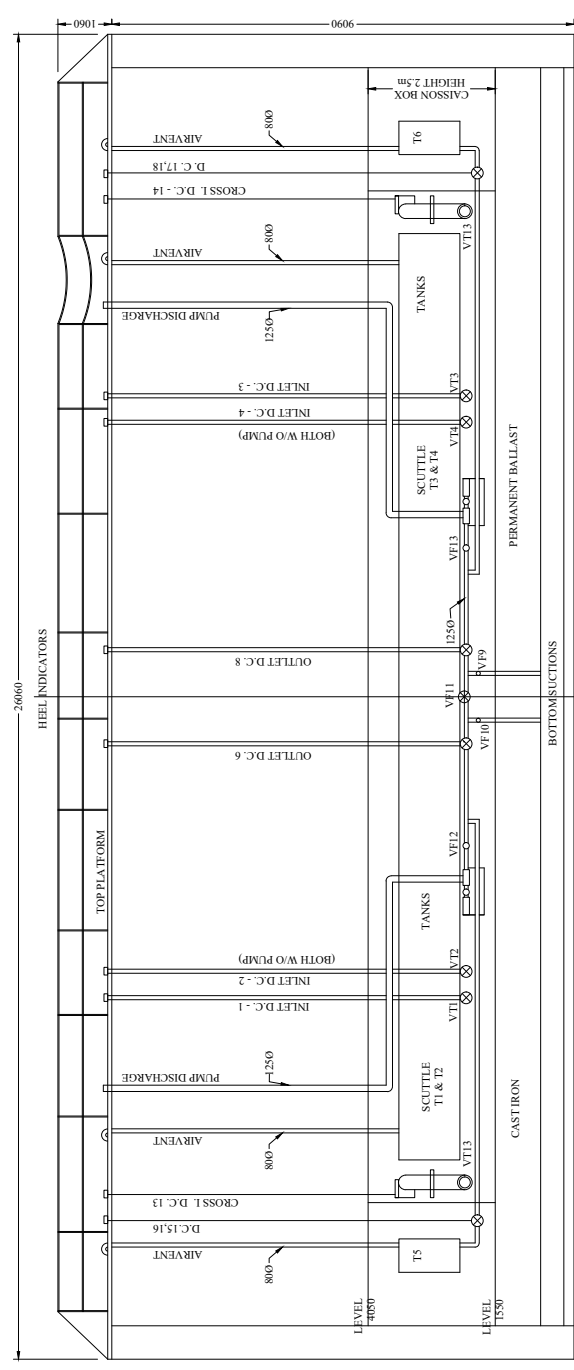 26060
1060
9090
HEEL INDICATORS
TOP PLATFORM
AIRVENT
80Ø
D.C.15,16
CROSS I. D.C. 13
AIRVENT
80Ø
PUMP DISCHARGE
125Ø
INLET D.C. - 1
INLET D.C. - 2
(BOTH W/O PUMP)
OUTLET D.C. 6
OUTLET D.C. 8
(BOTH W/O PUMP)
INLET D.C. - 4
INLET D.C. - 3
PUMP DISCHARGE
125Ø
AIRVENT
80Ø
CROSS I. D.C. - 14
D. C. 17,18
AIRVENT
80Ø
CAISSON BOX
HEIGHT 2.5m
LEVEL
4050
LEVEL
1550
T5
VT13
SCUTTLE
T1 & T2
VT1
VT2
TANKS
VF12
VF10
VF11
VF9
125Ø
VF13
SCUTTLE
T3 & T4
VT4
VT3
TANKS
VT13
T6
CAST IRON
PERMANENT BALLAST
BOTTOM SUCTIONS